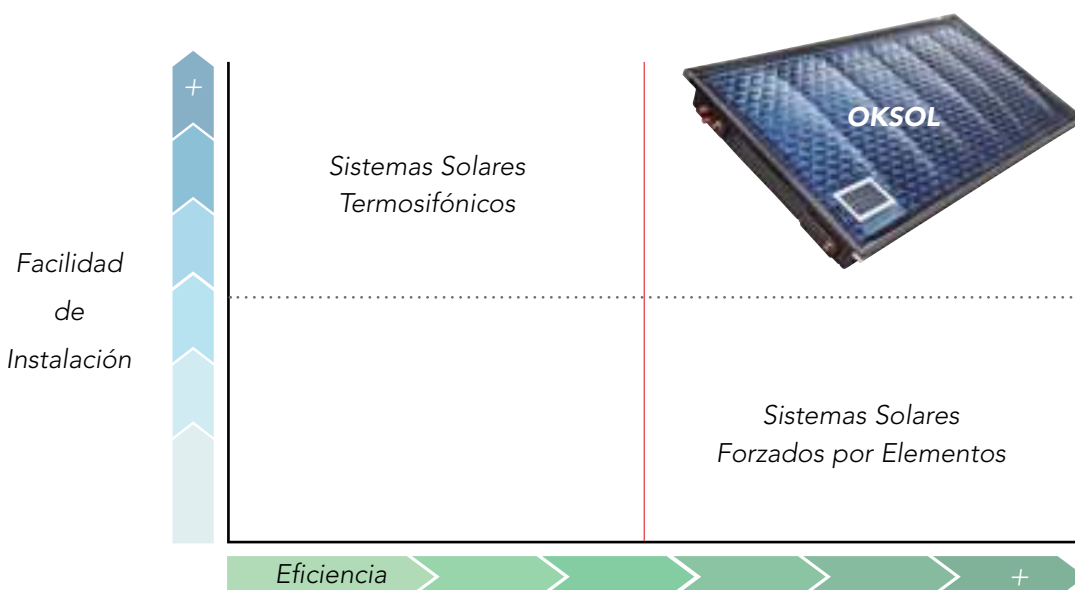 +
OKSOL
Sistemas Solares
Termosifónicos
Facilidad
de
Instalación
Sistemas Solares
Forzados por Elementos
Eficiencia
+